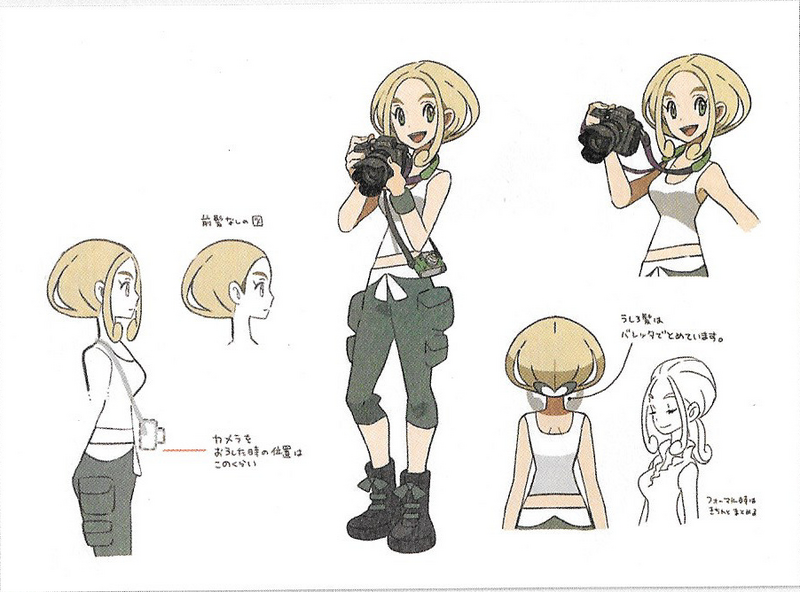 前髪なしの図
うしろ髪は
バレッタでとめています。
カメラを
おろした時の位置は
このくらい
フォーマル時は
きちんとまとめる